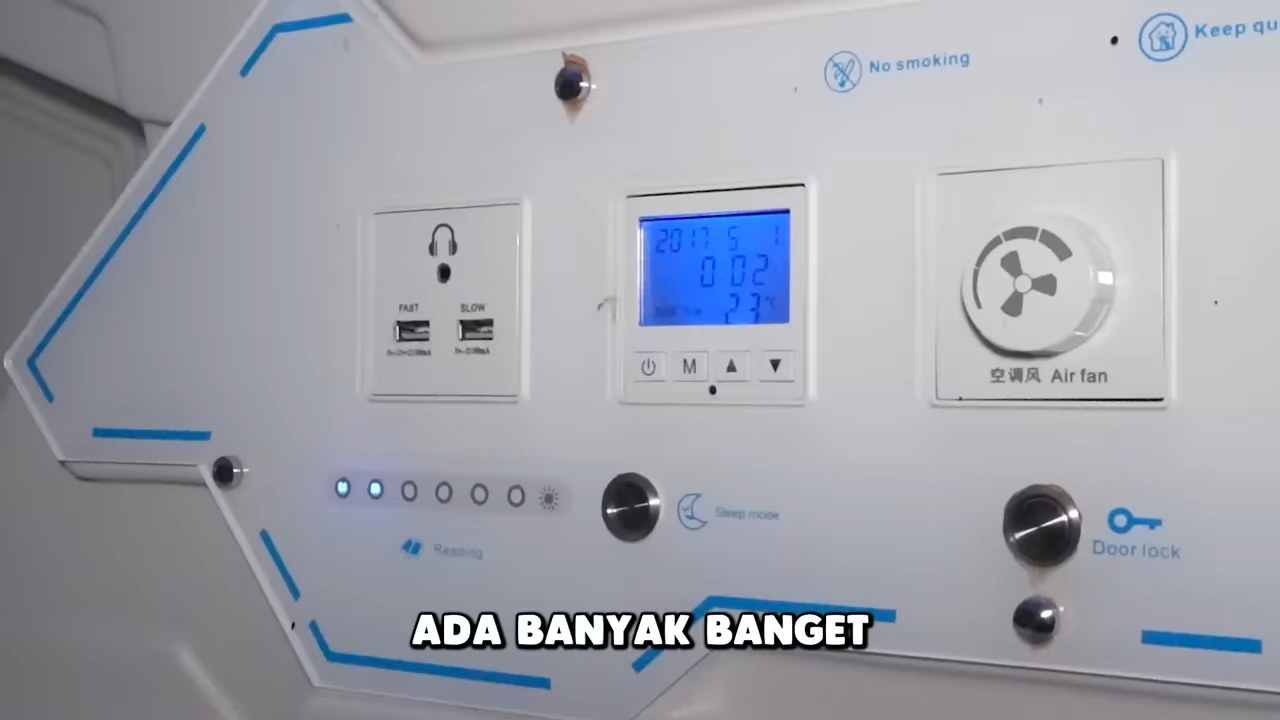 No smoking
Keep qu
2017 5 1
0 02
23 ℃
FAST
SLOW
M
空调风 Air fan
Sleep mode
Reading
Door lock
ADA BANYAK BANGET